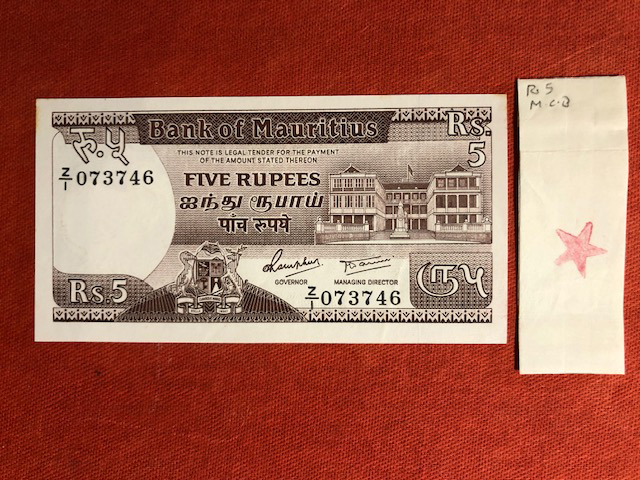 रु. ५
Bank of Mauritius
Rs. 5
THIS NOTE IS LEGAL TENDER FOR THE PAYMENT
OF THE AMOUNT STATED THEREON
Z/1 073746
FIVE RUPEES
ஐந்து ரூபாய்
पाँच रुपये
GOVERNOR
MANAGING DIRECTOR
Rs.5
Z/1 073746
Rs 5
M.C.B